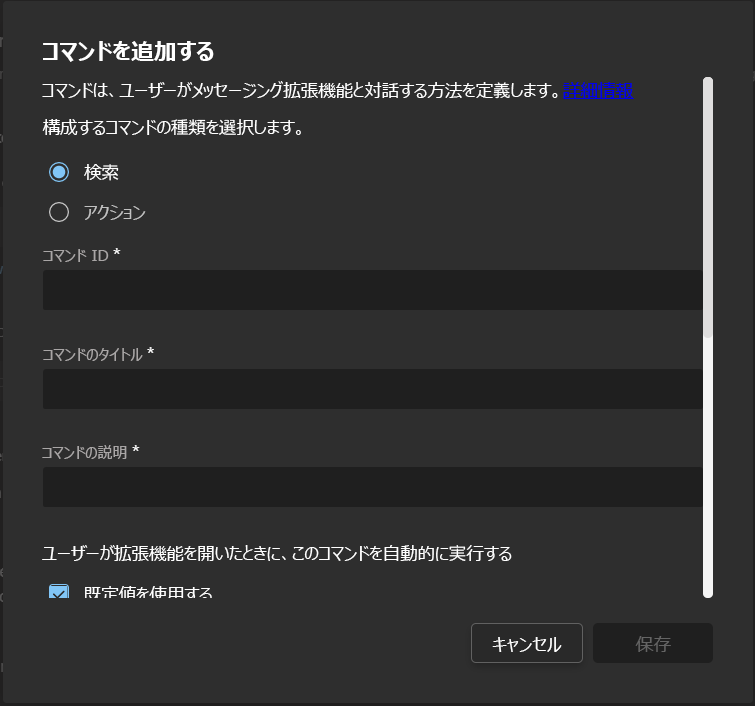 コマンドを追加する
コマンドは、ユーザーがメッセージング拡張機能と対話する方法を定義します。詳細情報
構成するコマンドの種類を選択します。
検索
アクション
コマンド ID *
コマンドのタイトル *
コマンドの説明 *
ユーザーが拡張機能を開いたときに、このコマンドを自動的に実行する
既定値を使用する
キャンセル 保存